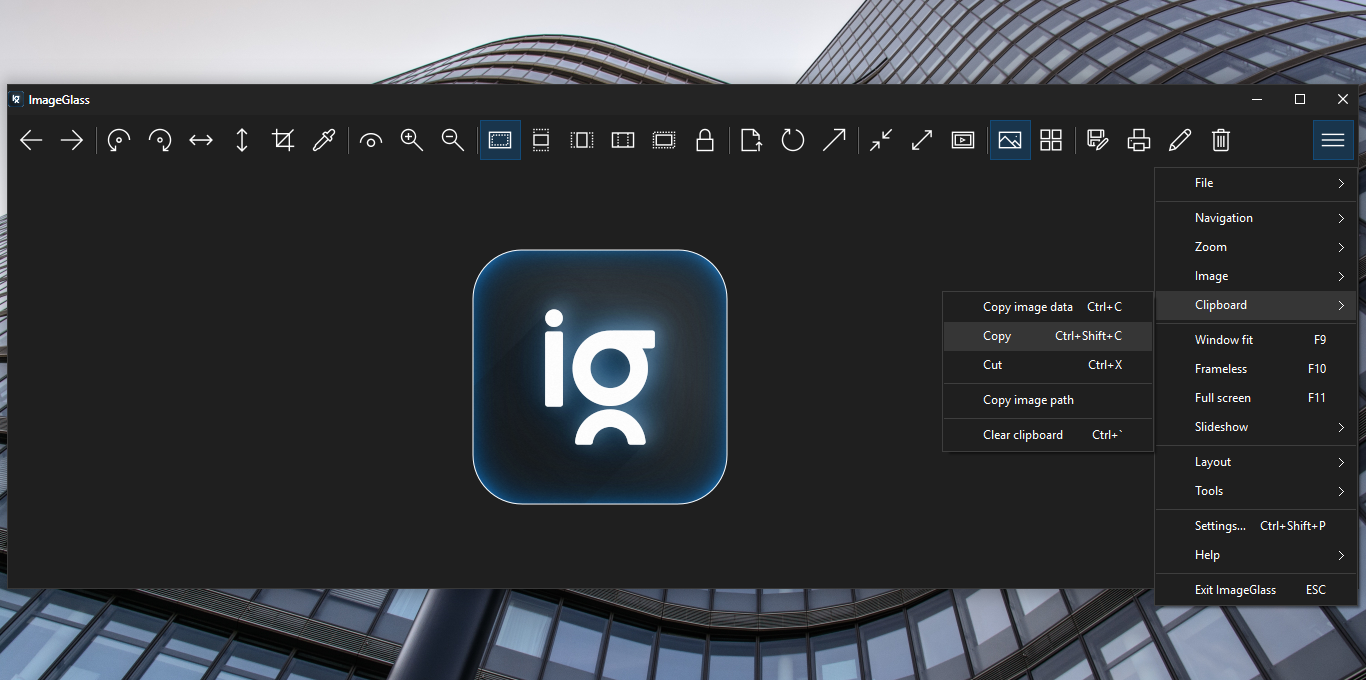 ImageGlass
File
Navigation
Zoom
Image
Clipboard
Window fit F9
Frameless F10
Full screen F11
Slideshow
Layout
Tools
Settings... Ctrl+Shift+P
Help
Exit ImageGlass ESC
Copy image data Ctrl+C
Copy Ctrl+Shift+C
Cut Ctrl+X
Copy image path
Clear clipboard Ctrl+`
ig